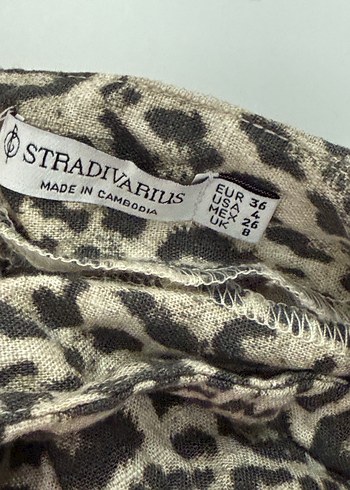 STRADIVARIUS
MADE IN CAMBODIA
EUR 36
USA 4
MEX 26
UK 8